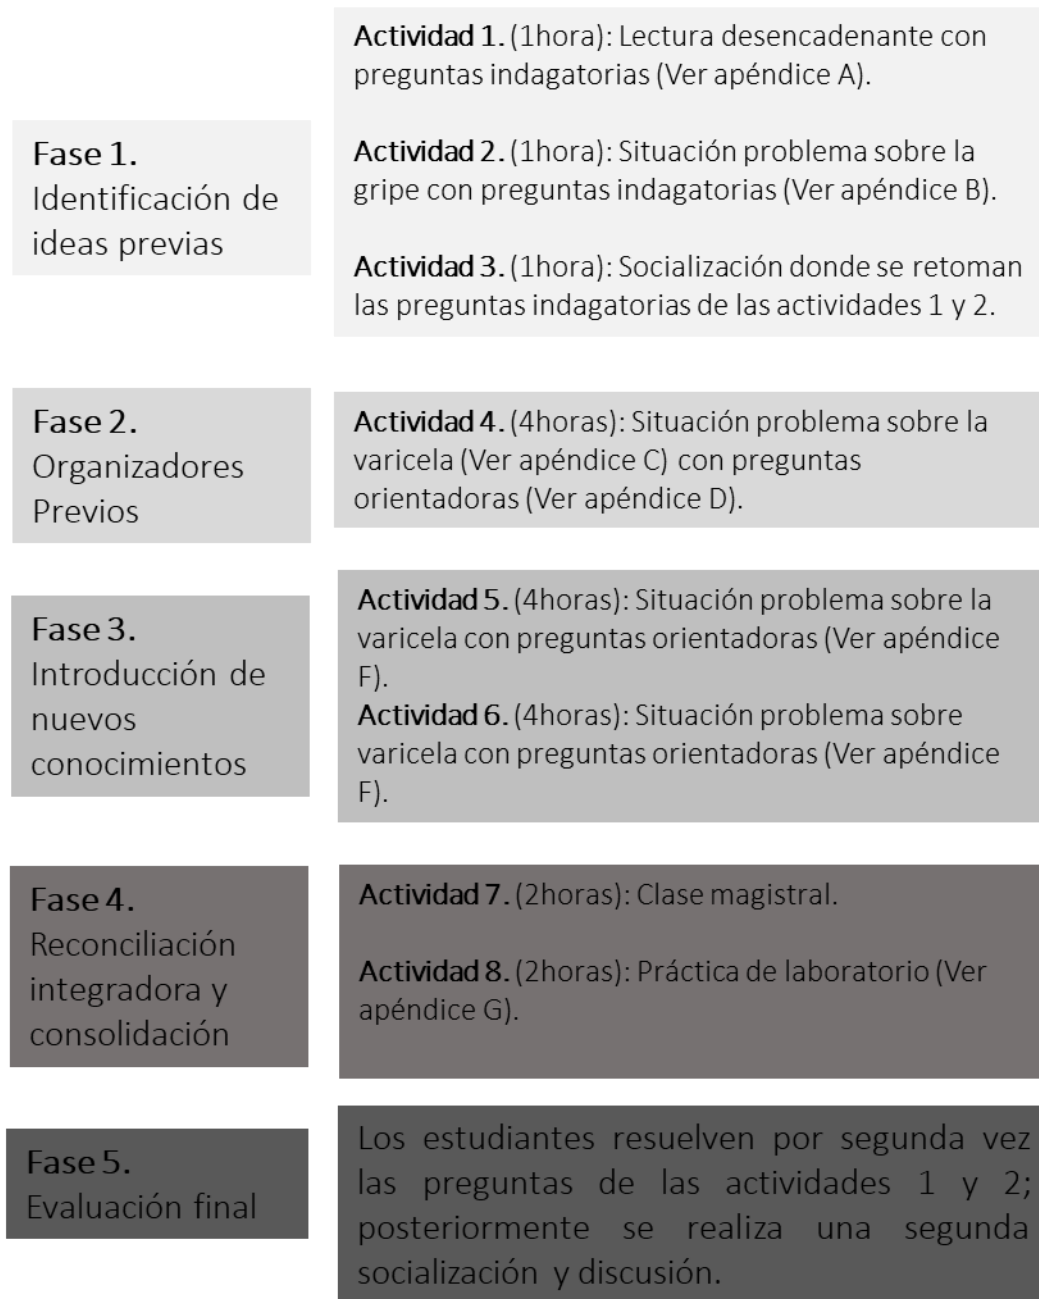 Fase 1.
Identificación de
ideas previas
Actividad 1. (1hora): Lectura desencadenante con
preguntas indagatorias (Ver apéndice A).
Actividad 2. (1hora): Situación problema sobre la
gripe con preguntas indagatorias (Ver apéndice B).
Actividad 3. (1hora): Socialización donde se retoman
las preguntas indagatorias de las actividades 1 y 2.
Fase 2.
Organizadores
Previos
Actividad 4. (4horas): Situación problema sobre la
varicela (Ver apéndice C) con preguntas
orientadoras (Ver apéndice D).
Fase 3.
Introducción de
nuevos
conocimientos
Actividad 5. (4horas): Situación problema sobre la
varicela con preguntas orientadoras (Ver apéndice
F).
Actividad 6. (4horas): Situación problema sobre
varicela con preguntas orientadoras (Ver apéndice
F).
Fase 4.
Reconciliación
integradora y
consolidación
Actividad 7. (2horas): Clase magistral.
Actividad 8. (2horas): Práctica de laboratorio (Ver
apéndice G).
Fase 5.
Evaluación final
Los estudiantes resuelven por segunda vez
las preguntas de las actividades 1 y 2;
posteriormente se realiza una segunda
socialización y discusión.